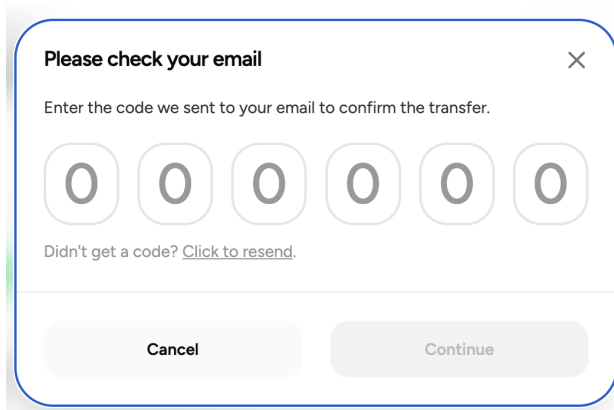 Please check your email
Enter the code we sent to your email to confirm the transfer.
0 0 0 0 0 0
Didn't get a code? Click to resend.
Cancel Continue